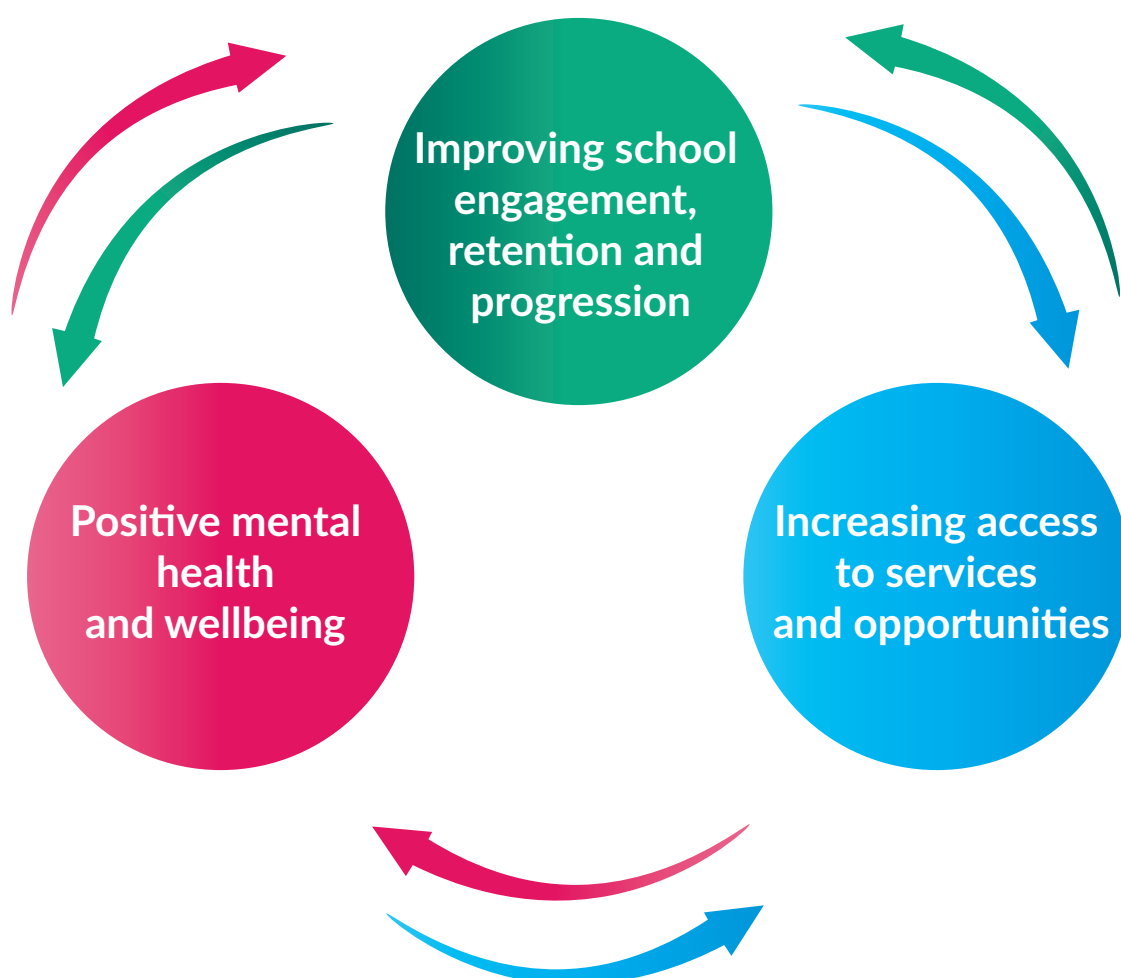 Improving school
engagement,
retention and
progression
Positive mental
health
and wellbeing
Increasing access
to services
and opportunities